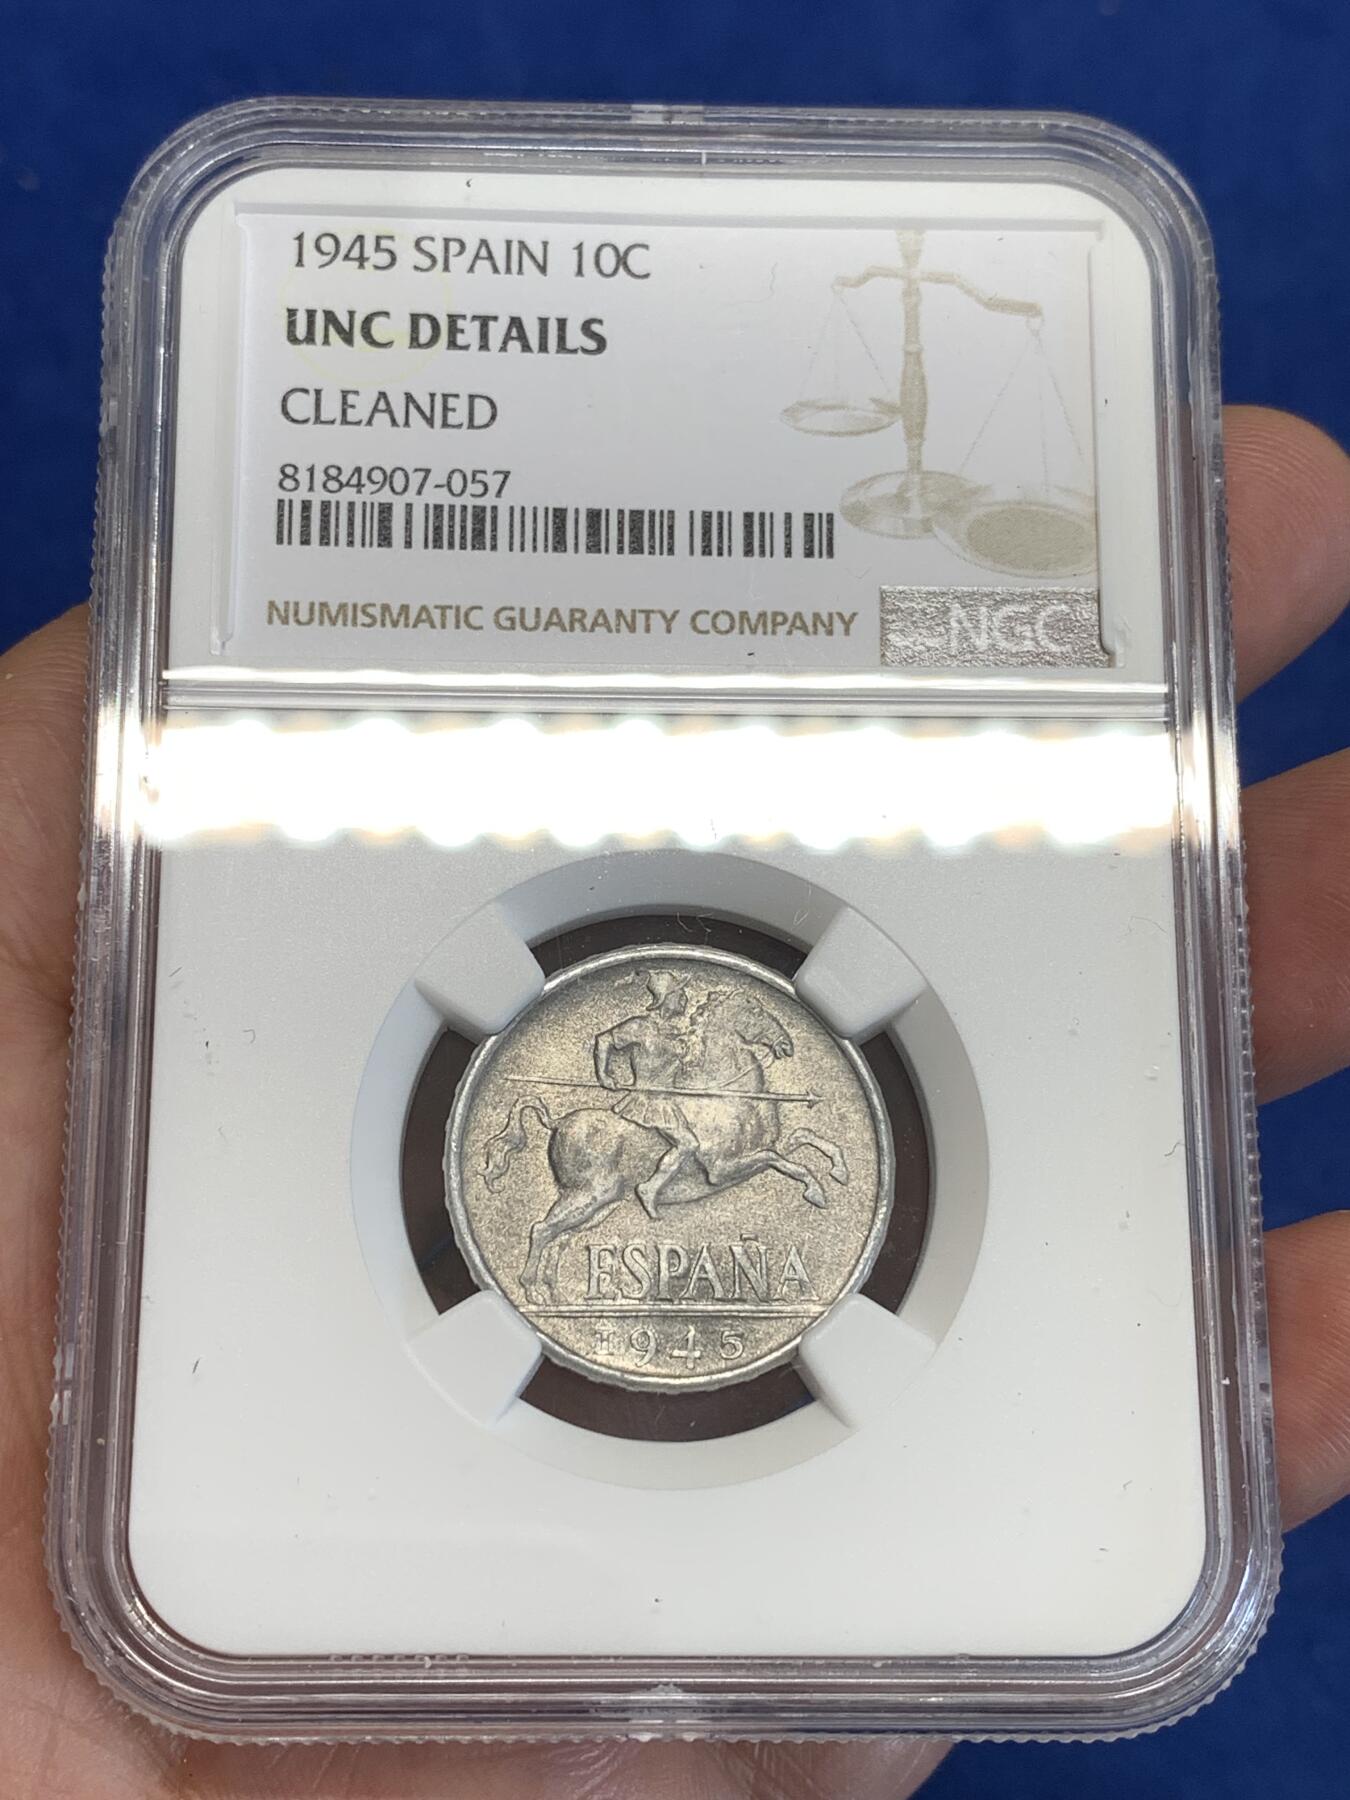 1945 SPAIN 10C
UNC DETAILS
CLEANED
8184907-057
NUMISMATIC GUARANTY COMPANY
NGC
ESPAÑA
1945